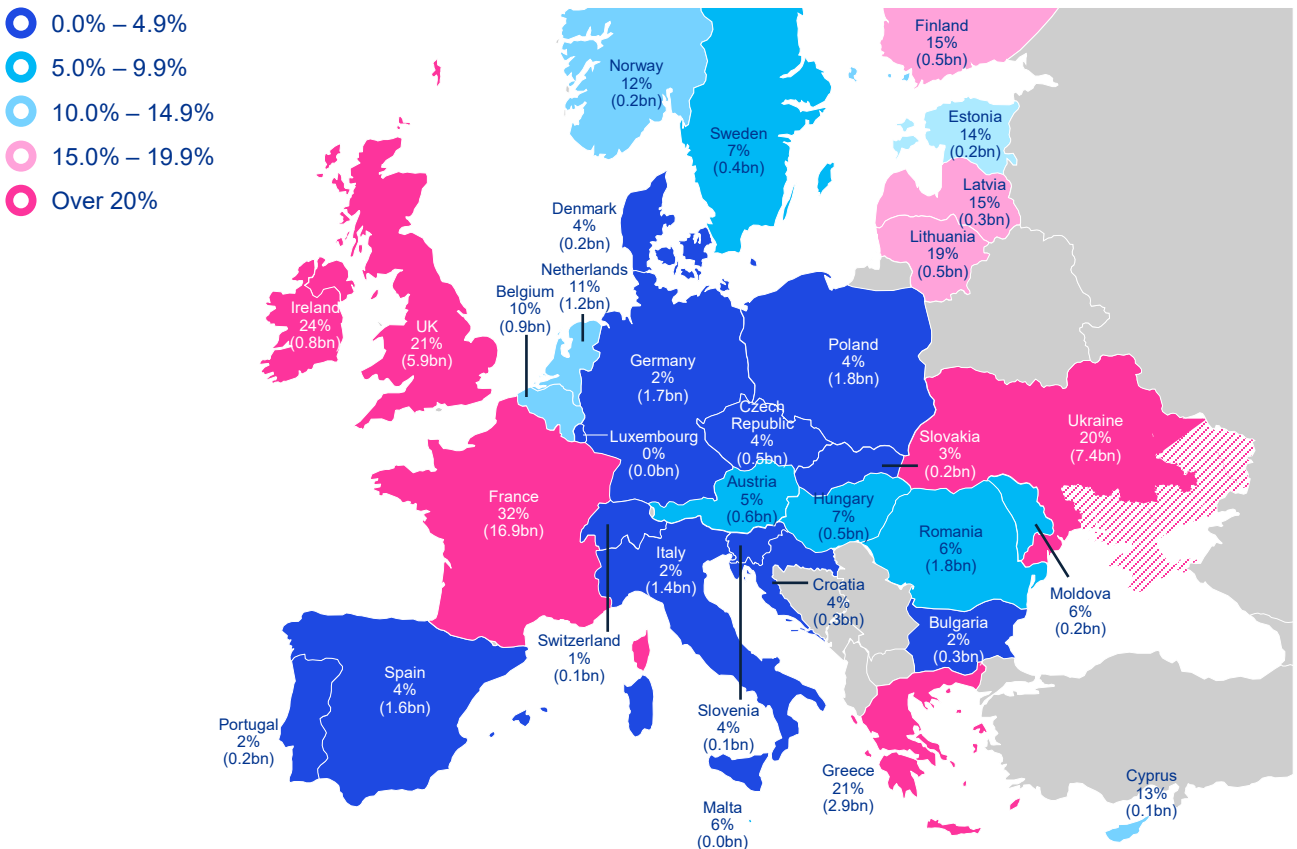 0.0% – 4.9%
5.0% – 9.9%
10.0% – 14.9%
15.0% – 19.9%
Over 20%
Finland
15%
(0.5bn)
Norway
12%
(0.2bn)
Sweden
7%
(0.4bn)
Estonia
14%
(0.2bn)
Latvia
15%
(0.3bn)
Lithuania
19%
(0.5bn)
Denmark
4%
(0.2bn)
Netherlands
11%
(1.2bn)
Belgium
10%
(0.9bn)
Ireland
24%
(0.8bn)
UK
21%
(5.9bn)
Germany
2%
(1.7bn)
Poland
4%
(1.8bn)
Czech
Republic
4%
(0.5bn)
Luxembourg
0%
(0.0bn)
Slovakia
3%
(0.2bn)
Ukraine
20%
(7.4bn)
France
32%
(16.9bn)
Austria
5%
(0.6bn)
Hungary
7%
(0.5bn)
Romania
6%
(1.8bn)
Italy
2%
(1.4bn)
Croatia
4%
(0.3bn)
Moldova
6%
(0.2bn)
Bulgaria
2%
(0.3bn)
Switzerland
1%
(0.1bn)
Spain
4%
(1.6bn)
Portugal
2%
(0.2bn)
Slovenia
4%
(0.1bn)
Greece
21%
(2.9bn)
Cyprus
13%
(0.1bn)
Malta
6%
(0.0bn)